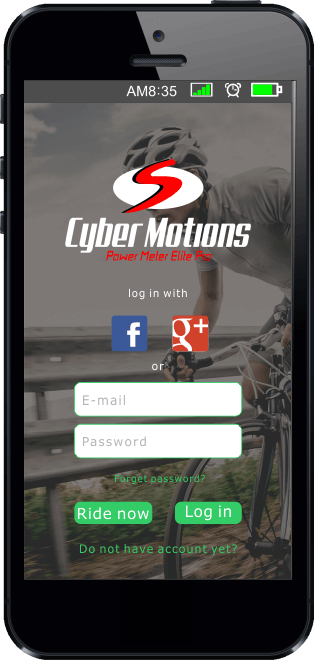 AM8:35
Cyber Motions
Power Meter Elite Pro
log in with
f
g+
or
E-mail
Password
Forget password?
Ride now
Log in
Do not have account yet?